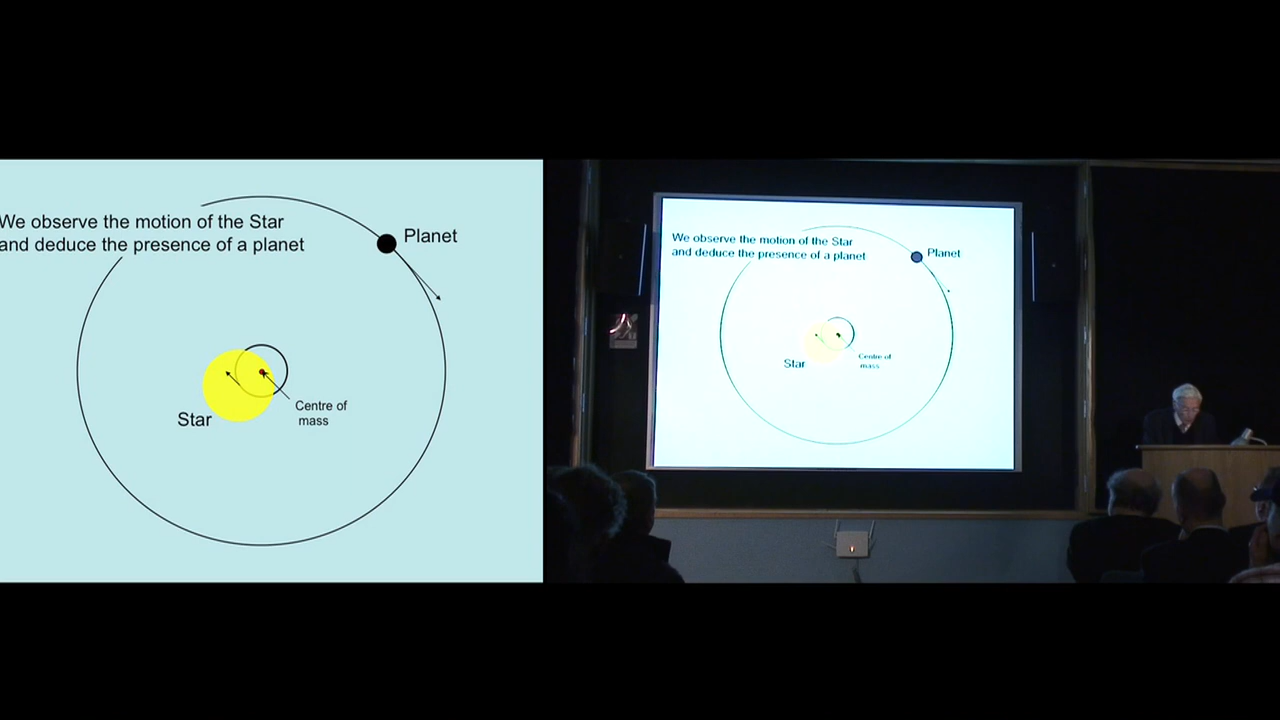 We observe the motion of the Star
and deduce the presence of a planet
Planet
Star
Centre of
mass
We observe the motion of the Star
and deduce the presence of a planet
Planet
Star
Centre of
mass